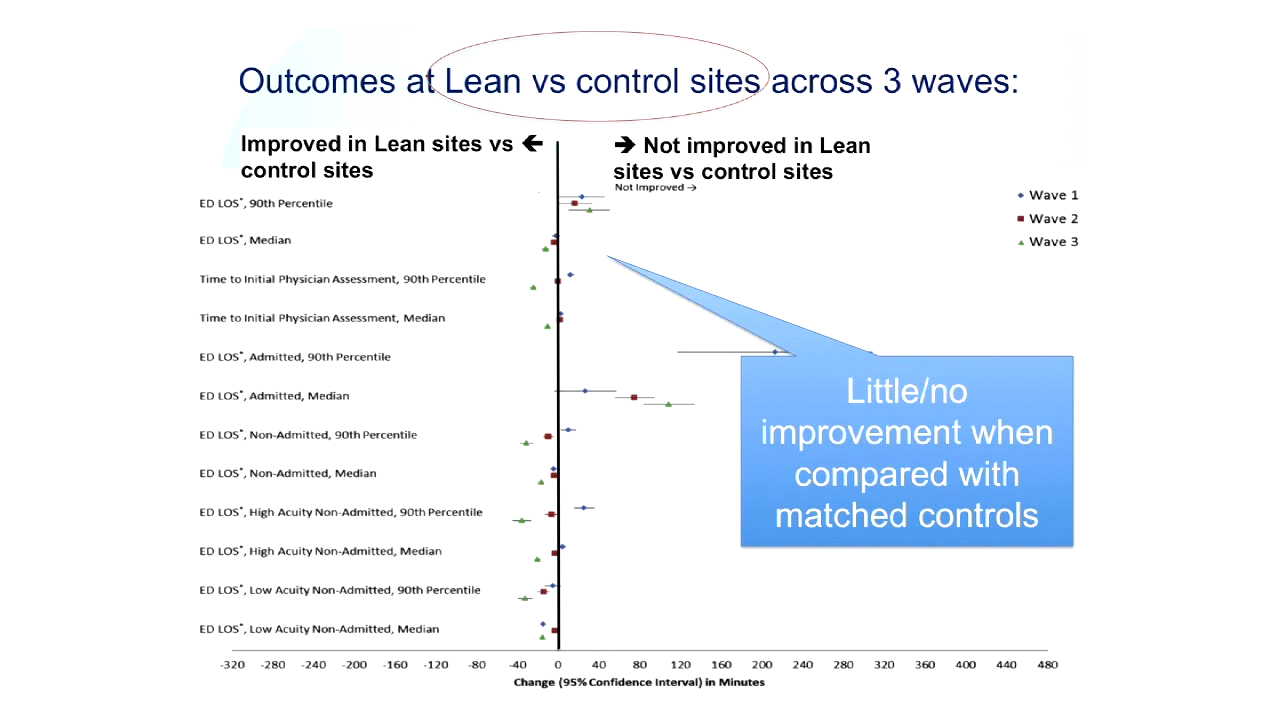 Outcomes at Lean vs control sites across 3 waves:
Improved in Lean sites vs ←
control sites
→ Not improved in Lean
sites vs control sites
Not Improved →
Wave 1
Wave 2
Wave 3
ED LOS*, 90th Percentile
ED LOS*, Median
Time to Initial Physician Assessment, 90th Percentile
Time to Initial Physician Assessment, Median
ED LOS*, Admitted, 90th Percentile
ED LOS*, Admitted, Median
ED LOS*, Non-Admitted, 90th Percentile
ED LOS*, Non-Admitted, Median
ED LOS*, High Acuity Non-Admitted, 90th Percentile
ED LOS*, High Acuity Non-Admitted, Median
ED LOS*, Low Acuity Non-Admitted, 90th Percentile
ED LOS*, Low Acuity Non-Admitted, Median
Little/no
improvement when
compared with
matched controls
-320 -280 -240 -200 -160 -120 -80 -40 0 40 80 120 160 200 240 280 320 360 400 440 480
Change (95% Confidence Interval) in Minutes